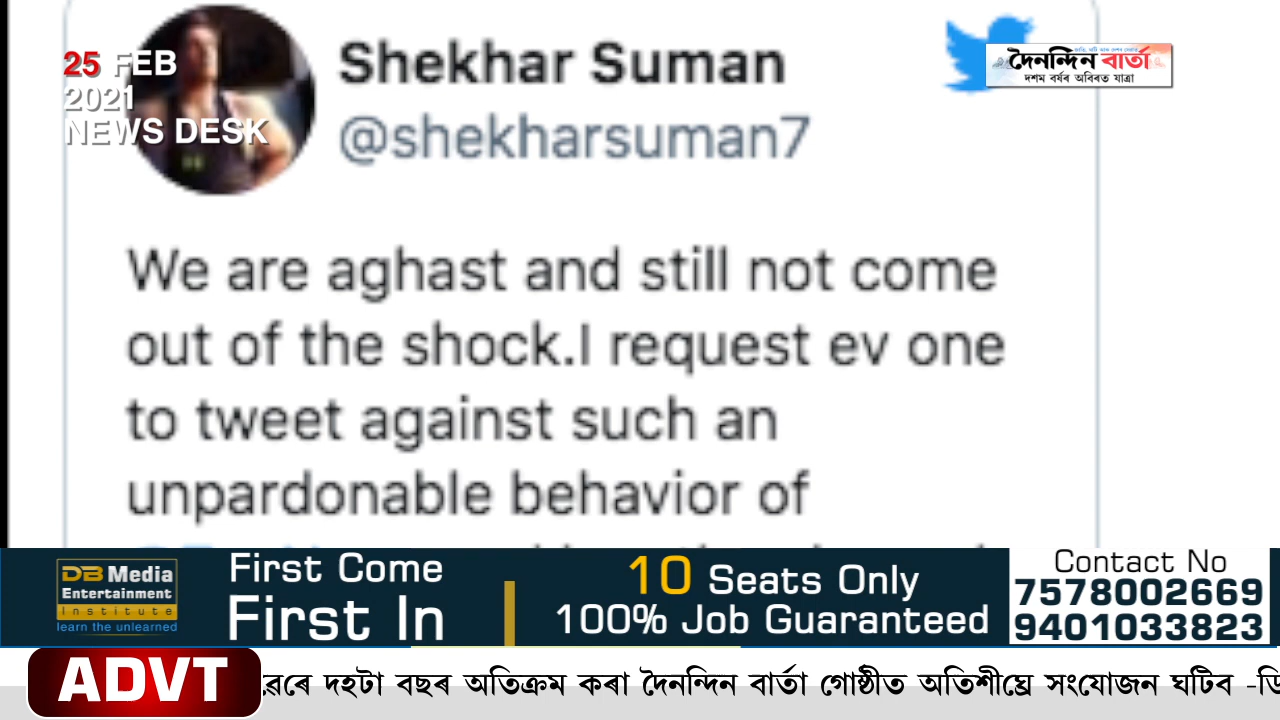 25 FEB
2021
NEWS DESK
Shekhar Suman
@shekharsuman7
দৈনন্দিন বাৰ্তা
দশম বৰ্ষৰ অবিৰত যাত্ৰা
We are aghast and still not come
out of the shock.I request ev one
to tweet against such an
unpardonable behavior of
DB Media
Entertainment
Institute
learn the unlearned
First Come
First In
10 Seats Only
100% Job Guaranteed
Contact No
7578002669
9401033823
ADVT
দহটা বছৰ অতিক্ৰম কৰা দৈনন্দিন বাৰ্তা গোষ্ঠীত অতিশীঘ্ৰে সংযোজন ঘটিব -ডি